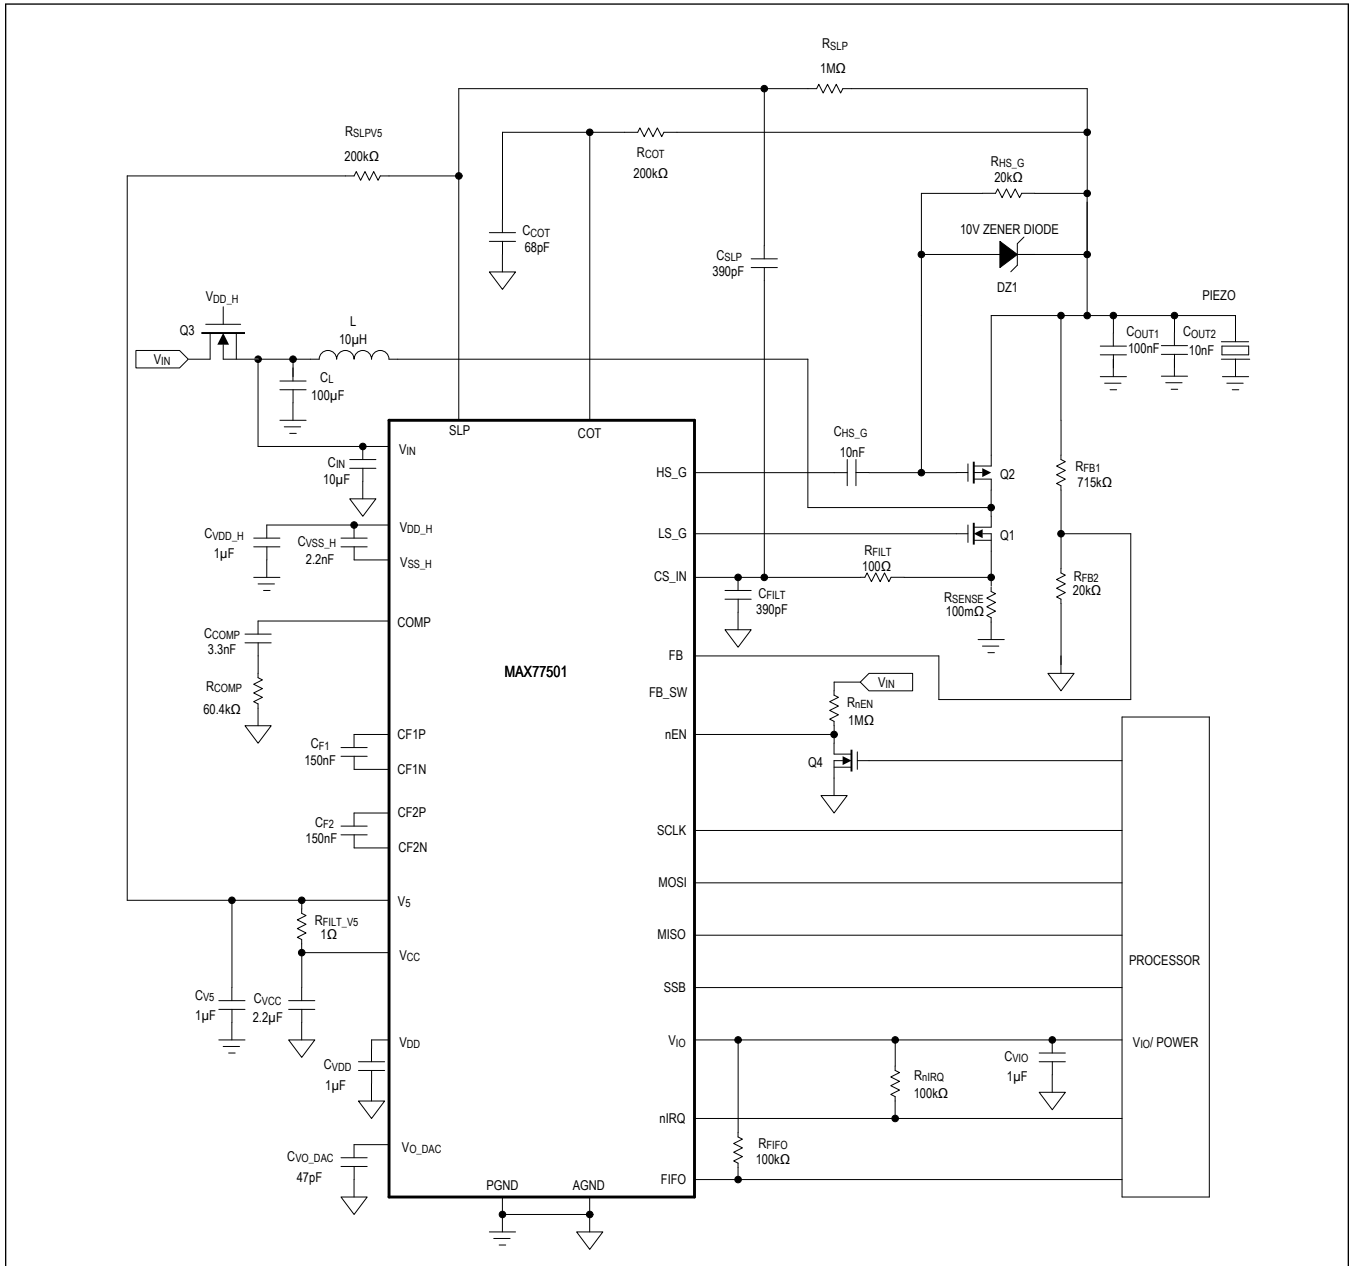 RSLP
1MΩ
RSLPV5
200kΩ
RCOT
200kΩ
RHS_G
20kΩ
CCOT
68pF
CSLP
390pF
10V ZENER DIODE
DZ1
VDD_H
Q3
VIN
L
10µH
CL
100µF
PIEZO
COUT1
100nF
COUT2
10nF
SLP
COT
VIN
CIN
10µF
CHS_G
10nF
HS_G
Q2
RFB1
715kΩ
CVDD_H
1µF
CVSS_H
2.2nF
VDD_H
VSS_H
LS_G
Q1
RFILT
100Ω
CS_IN
CFILT
390pF
RSENSE
100mΩ
RFB2
20kΩ
CCOMP
3.3nF
COMP
RCOMP
60.4kΩ
MAX77501
FB
FB_SW
VIN
RnEN
1MΩ
nEN
Q4
CF1P
CF1
150nF
CF1N
CF2P
CF2
150nF
CF2N
SCLK
MOSI
MISO
SSB
PROCESSOR
V5
RFILT_V5
1Ω
VCC
CV5
1µF
CVCC
2.2µF
VDD
CVDD
1µF
VIO
VIO/ POWER
CVIO
1µF
RnIRQ
100kΩ
nIRQ
RFIFO
100kΩ
FIFO
VO_DAC
CVO_DAC
47pF
PGND
AGND